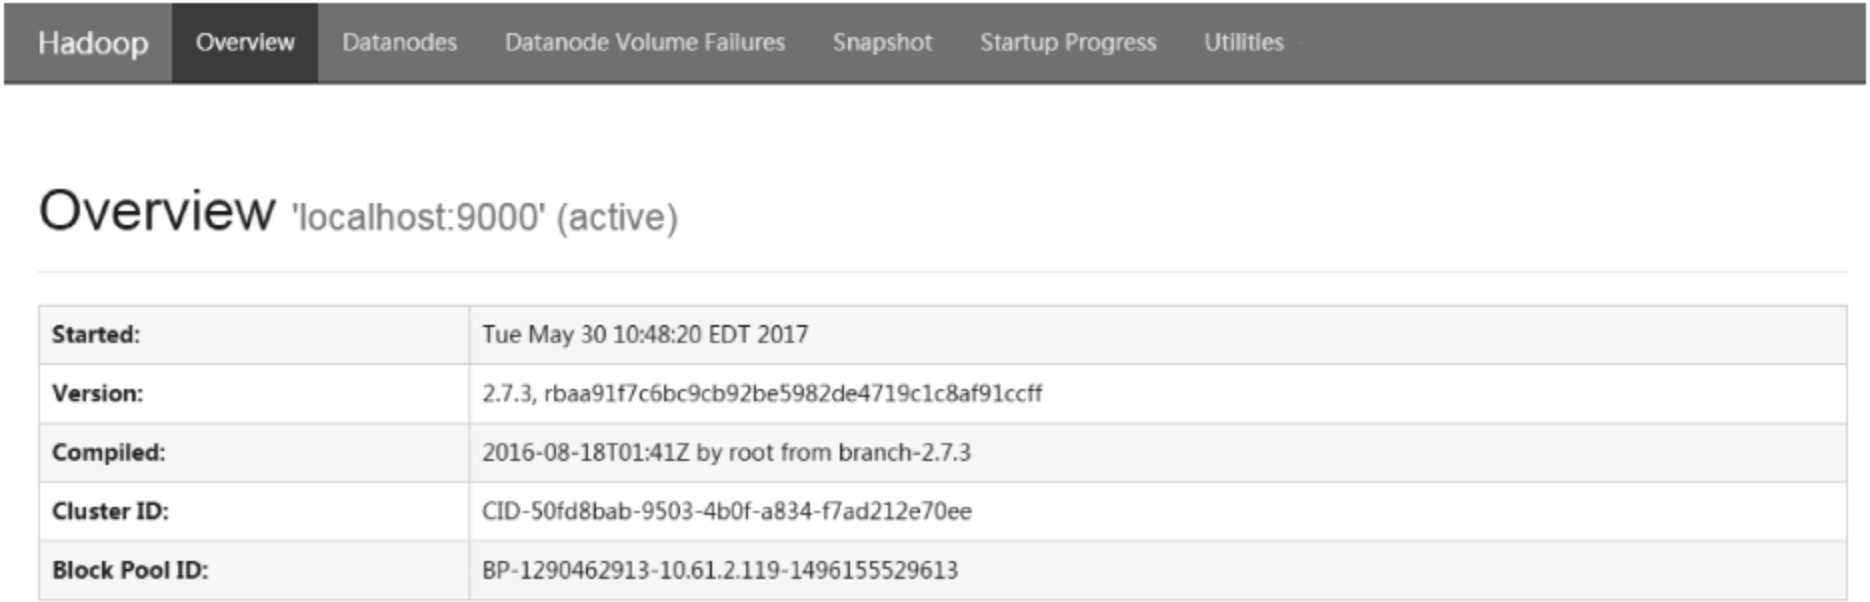 Hadoop Overview Datanodes Datanode Volume Failures Snapshot Startup Progress Utilities
Overview 'localhost:9000' (active)
Started: Tue May 30 10:48:20 EDT 2017
Version: 2.7.3, rbaa91f7c6bc9cb92be5982de4719c1c8af91ccff
Compiled: 2016-08-18T01:41Z by root from branch-2.7.3
Cluster ID: CID-50fd8bab-9503-4b0f-a834-f7ad212e70ee
Block Pool ID: BP-1290462913-10.61.2.119-1496155529613